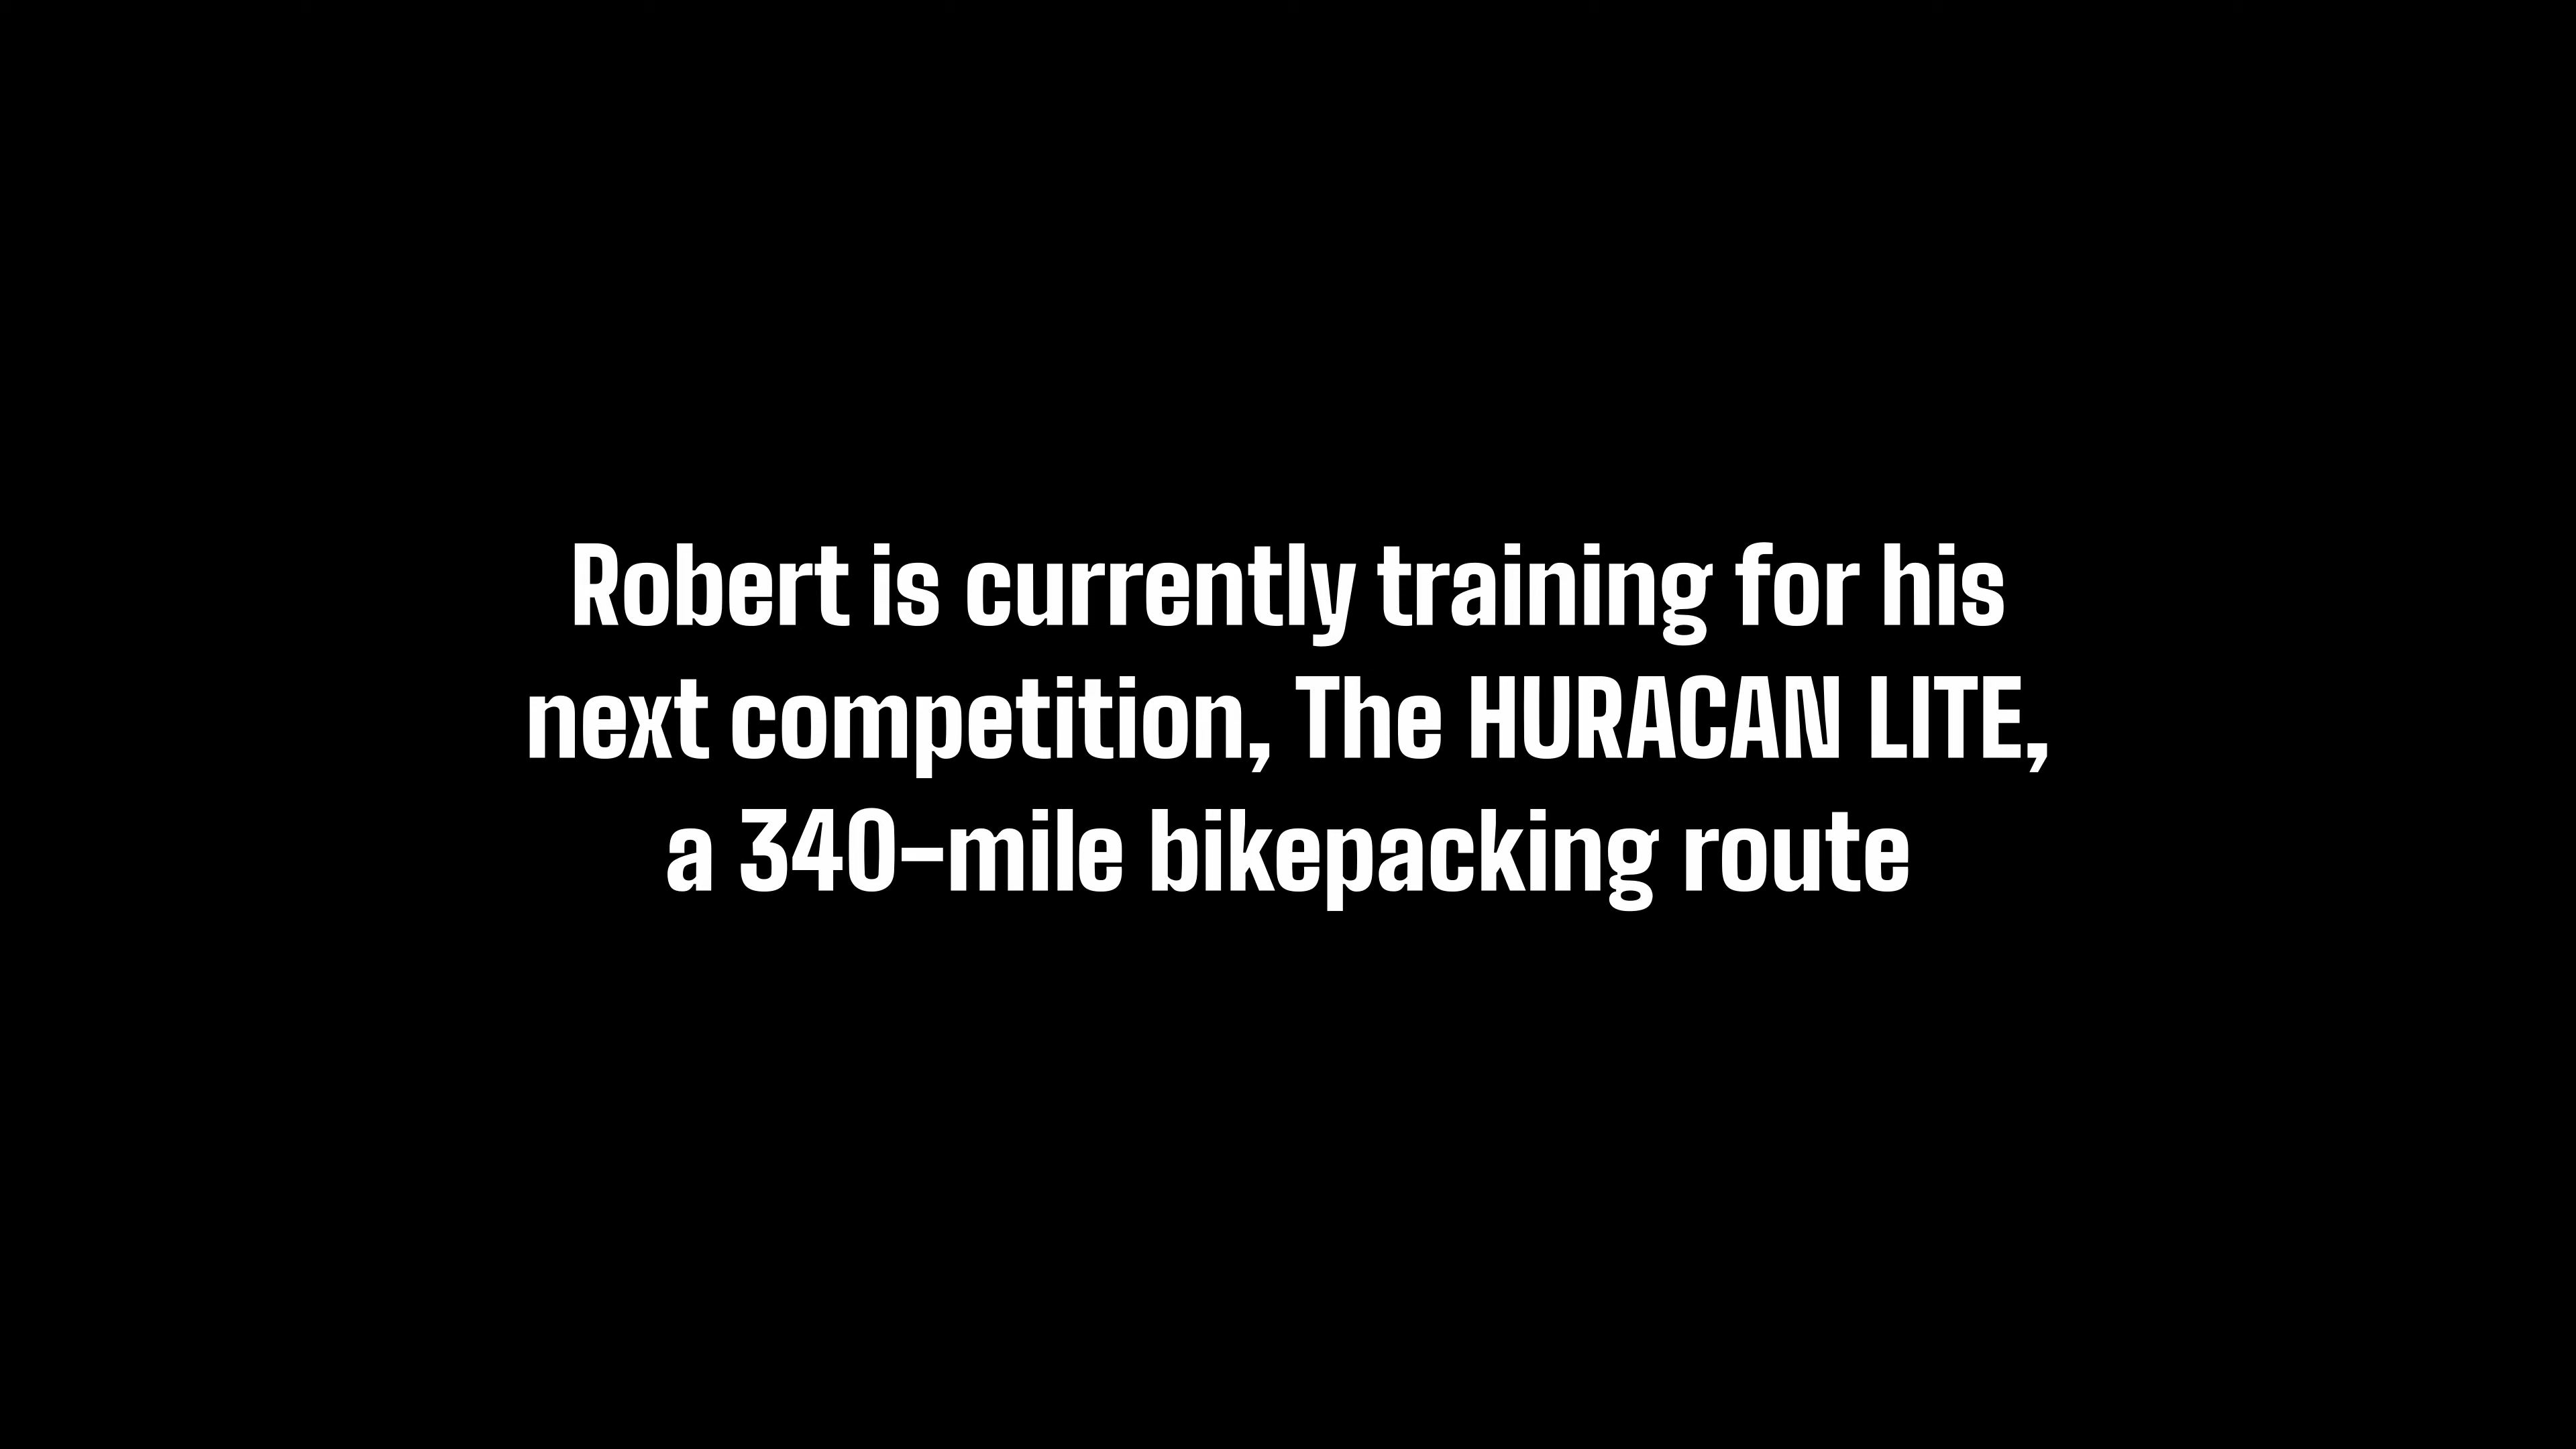 Robert is currently training for his
next competition, The HURACAN LITE,
a 340-mile bikepacking route